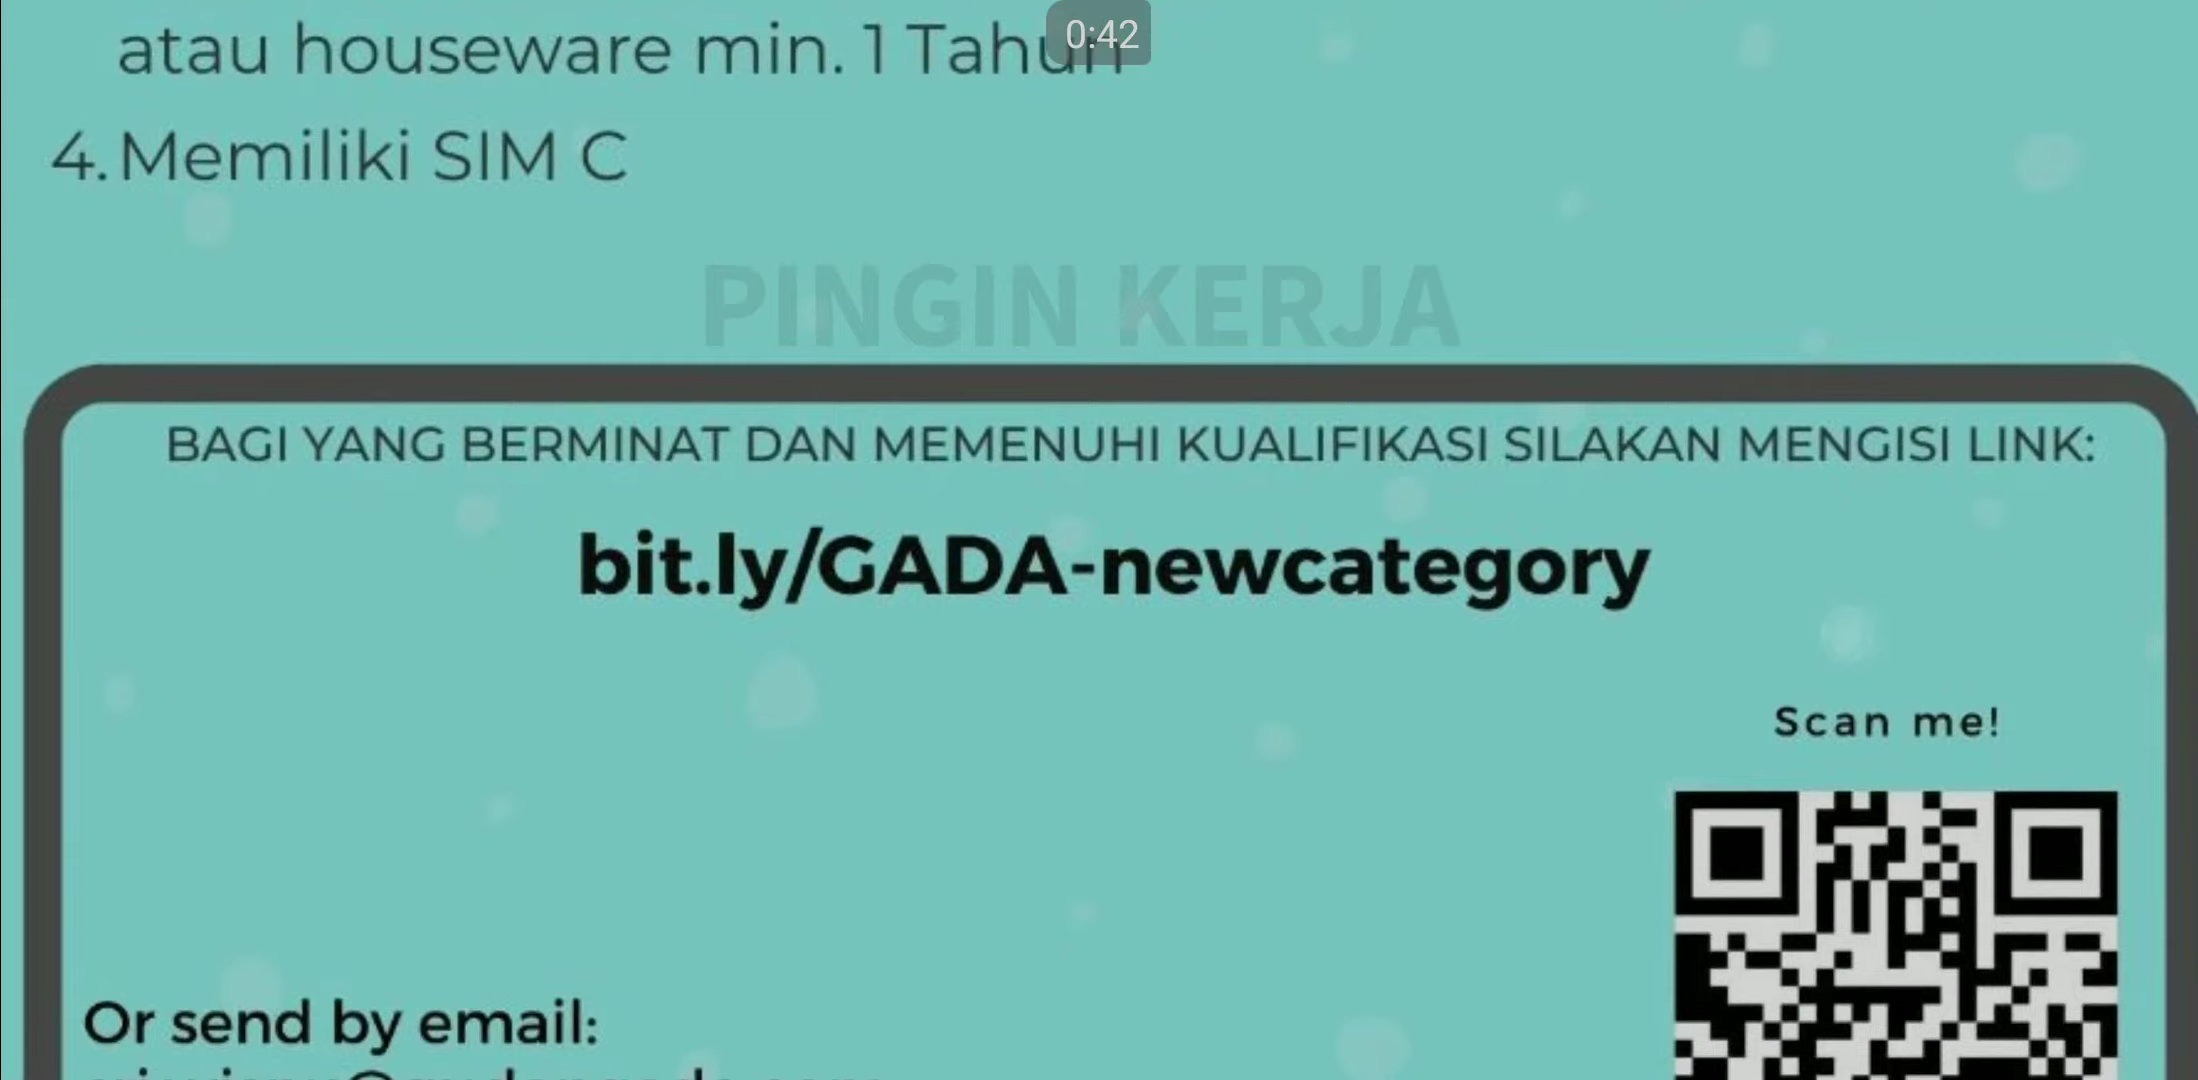 0:42
atau houseware min. 1 Tahun
4. Memiliki SIM C
PINGIN KERJA
BAGI YANG BERMINAT DAN MEMENUHI KUALIFIKASI SILAKAN MENGISI LINK:
bit.ly/GADA-newcategory
Scan me!
Or send by email: